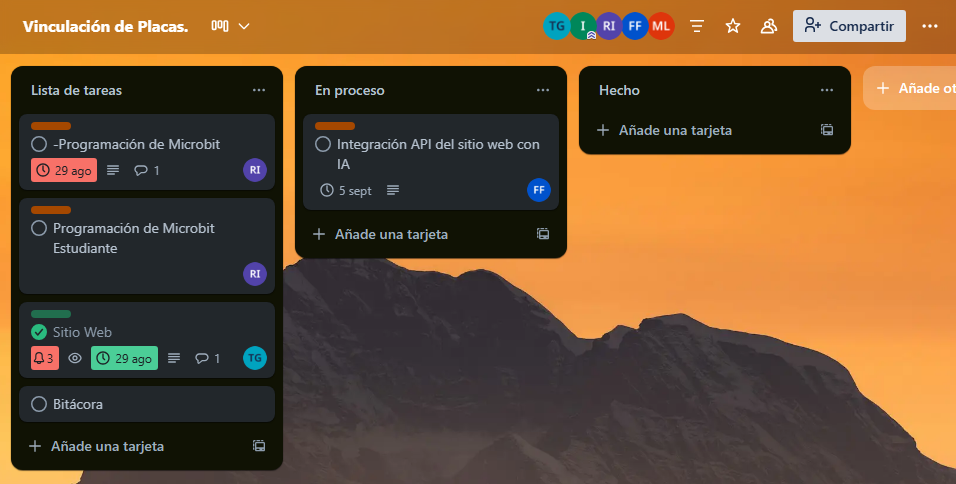 Vinculación de Placas.
TG I RI FF ML
Compartir
Lista de tareas
-Programación de Microbit
29 ago 1 RI
Programación de Microbit
Estudiante
RI
Sitio Web
3 29 ago 1 TG
Bitácora
Añade una tarjeta
En proceso
Integración API del sitio web con
IA
5 sept FF
Añade una tarjeta
Hecho
Añade una tarjeta
Añade ot